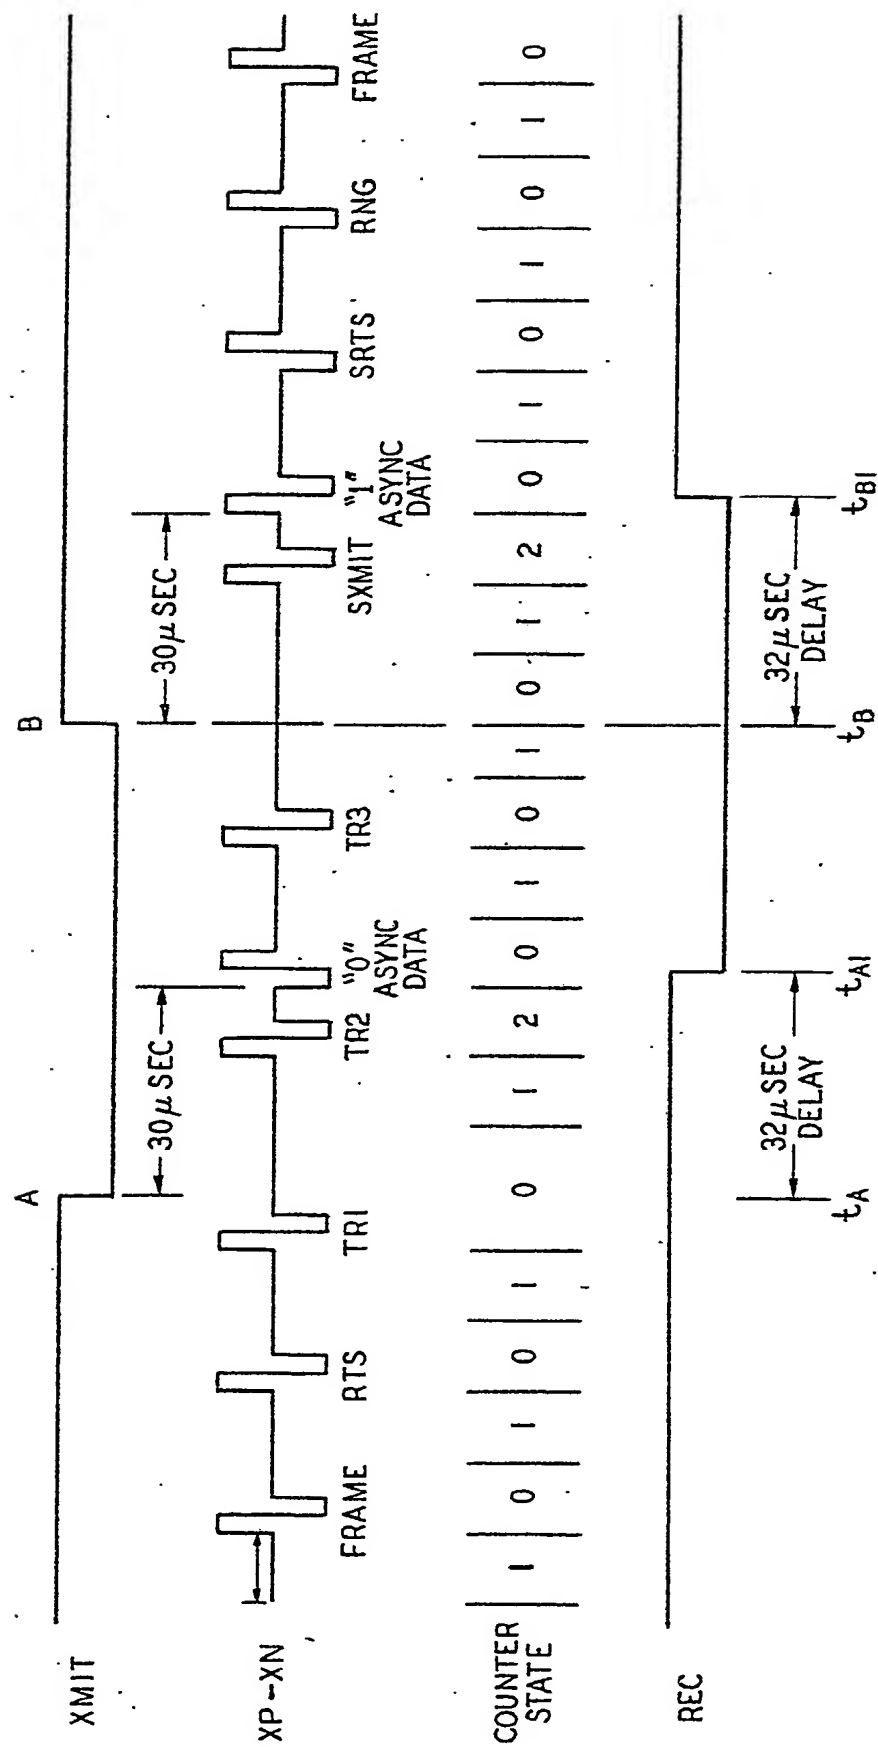 XMIT
A
B
30μSEC
30μSEC
XP-XN
FRAME
RTS
TR1
TR2
"0"
ASYNC
DATA
TR3
SXMIT
"1"
ASYNC
DATA
SRTS
RNG
FRAME
COUNTER
STATE
1 0 1 0 1 0 1 2 0 1 0 1 0 1 2 0 1 0 1 0 1 0
REC
32μSEC
DELAY
32μSEC
DELAY
tA
tA1
tB
tB1